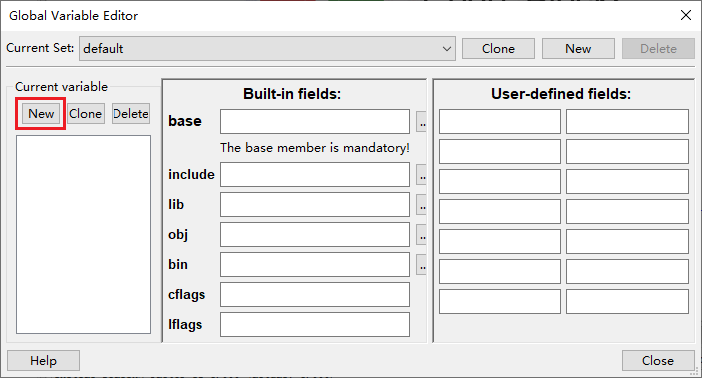 Global Variable Editor
Current Set: default Clone New Delete
Current variable
New Clone Delete
Built-in fields:
base ..
The base member is mandatory!
include ..
lib ..
obj ..
bin ..
cflags
lflags
User-defined fields:
Help Close